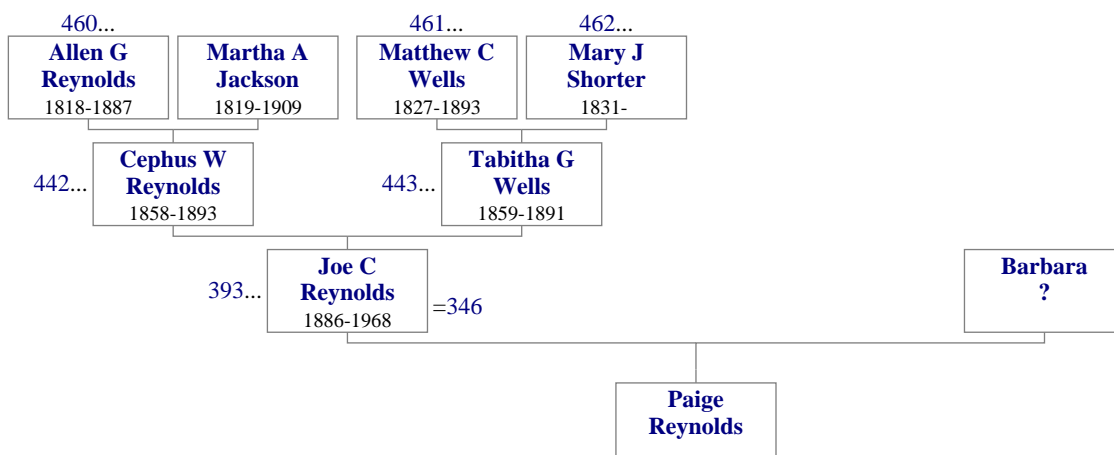 460...
461...
462...
Allen G
Reynolds
1818-1887
Martha A
Jackson
1819-1909
Matthew C
Wells
1827-1893
Mary J
Shorter
1831-
442...
Cephus W
Reynolds
1858-1893
443...
Tabitha G
Wells
1859-1891
393...
Joe C
Reynolds
1886-1968
=346
Barbara
?
Paige
Reynolds